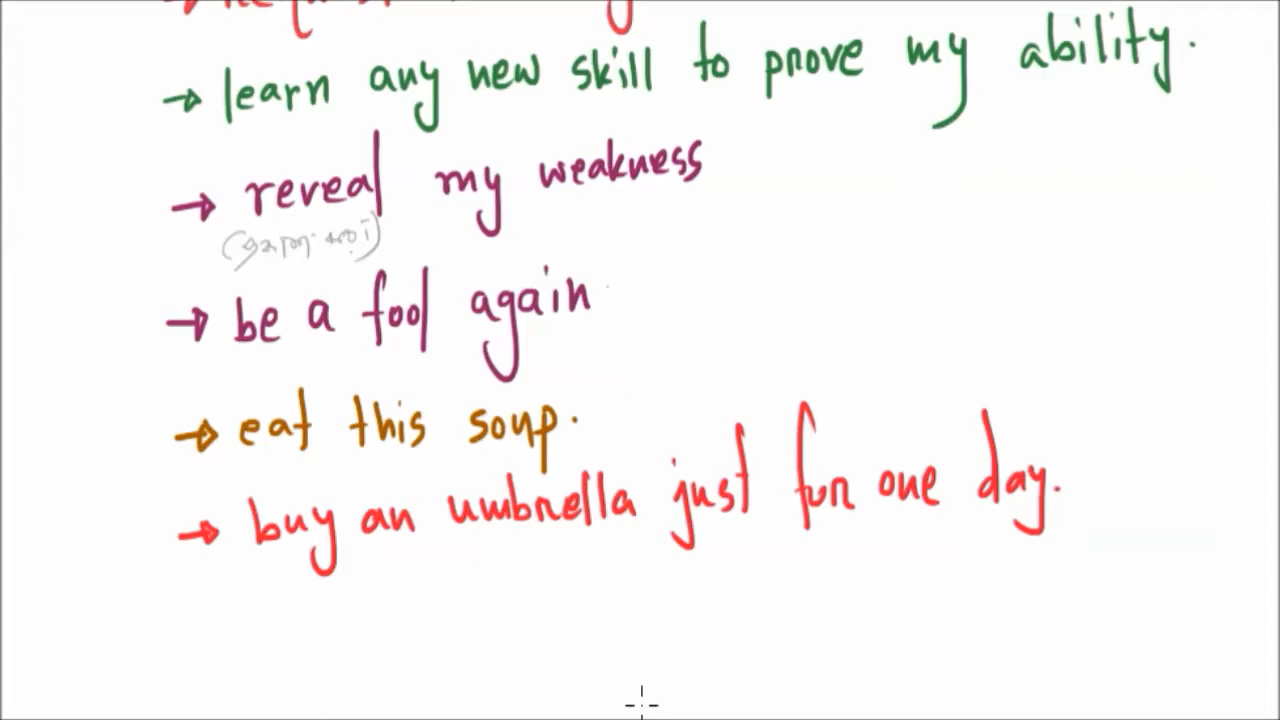 → learn any new skill to prove my ability.
→ reveal my weakness
→ be a fool again
→ eat this soup.
→ buy an umbrella just for one day.